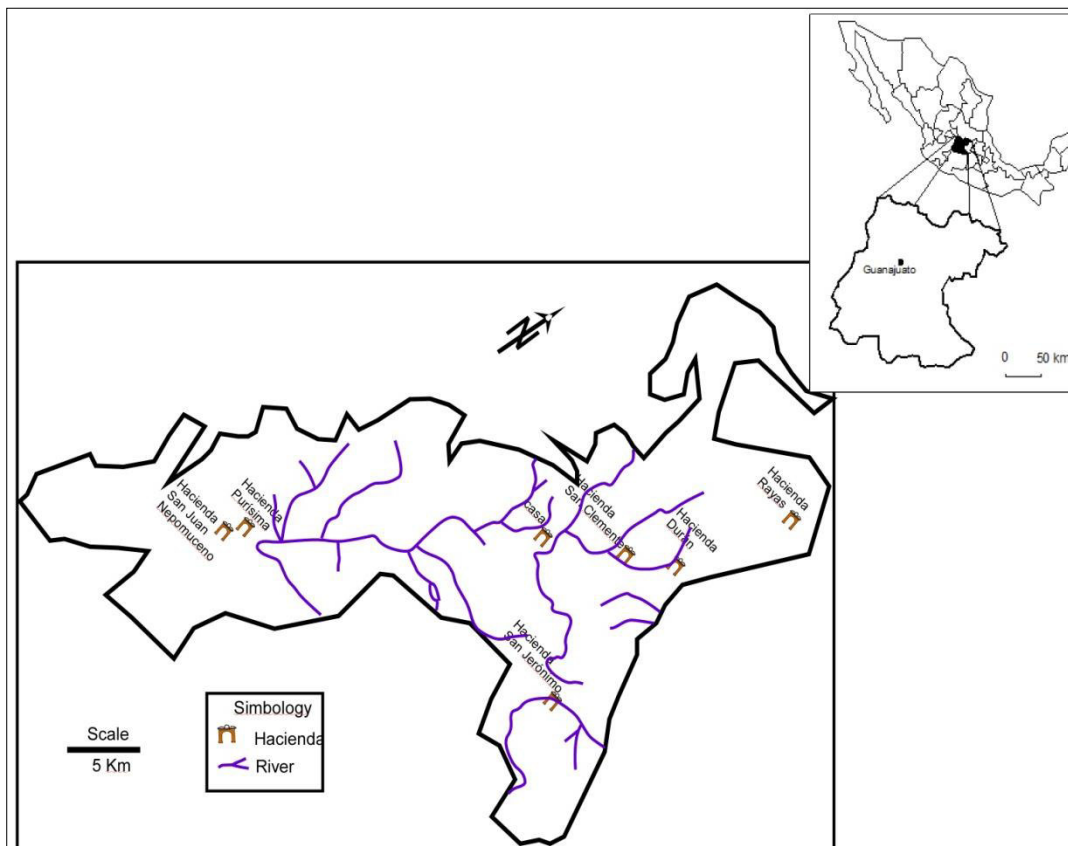 Guanajuato
0 50 km
N
Hacienda
San Juan
Nepomuceno
Hacienda
Purísima
Casa
Hacienda
San Clemente
Hacienda
Durán
Hacienda
Rayas
Hacienda
San Jerónimo
Scale
5 Km
Simbology
Hacienda
River